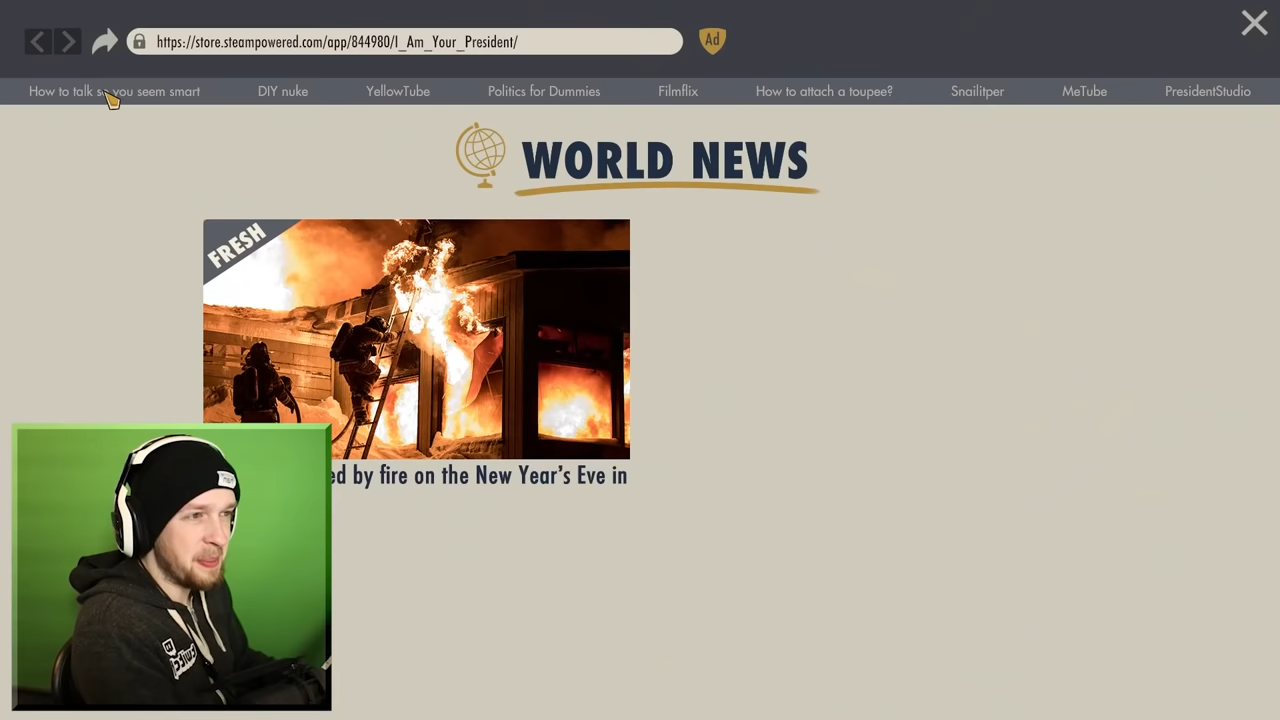 https://store.steampowered.com/app/844980/I_Am_Your_President/
Ad
How to talk so you seem smart
DIY nuke
YellowTube
Politics for Dummies
Filmflix
How to attach a toupee?
Snailitper
MeTube
PresidentStudio
WORLD NEWS
FRESH
by fire on the New Year's Eve in